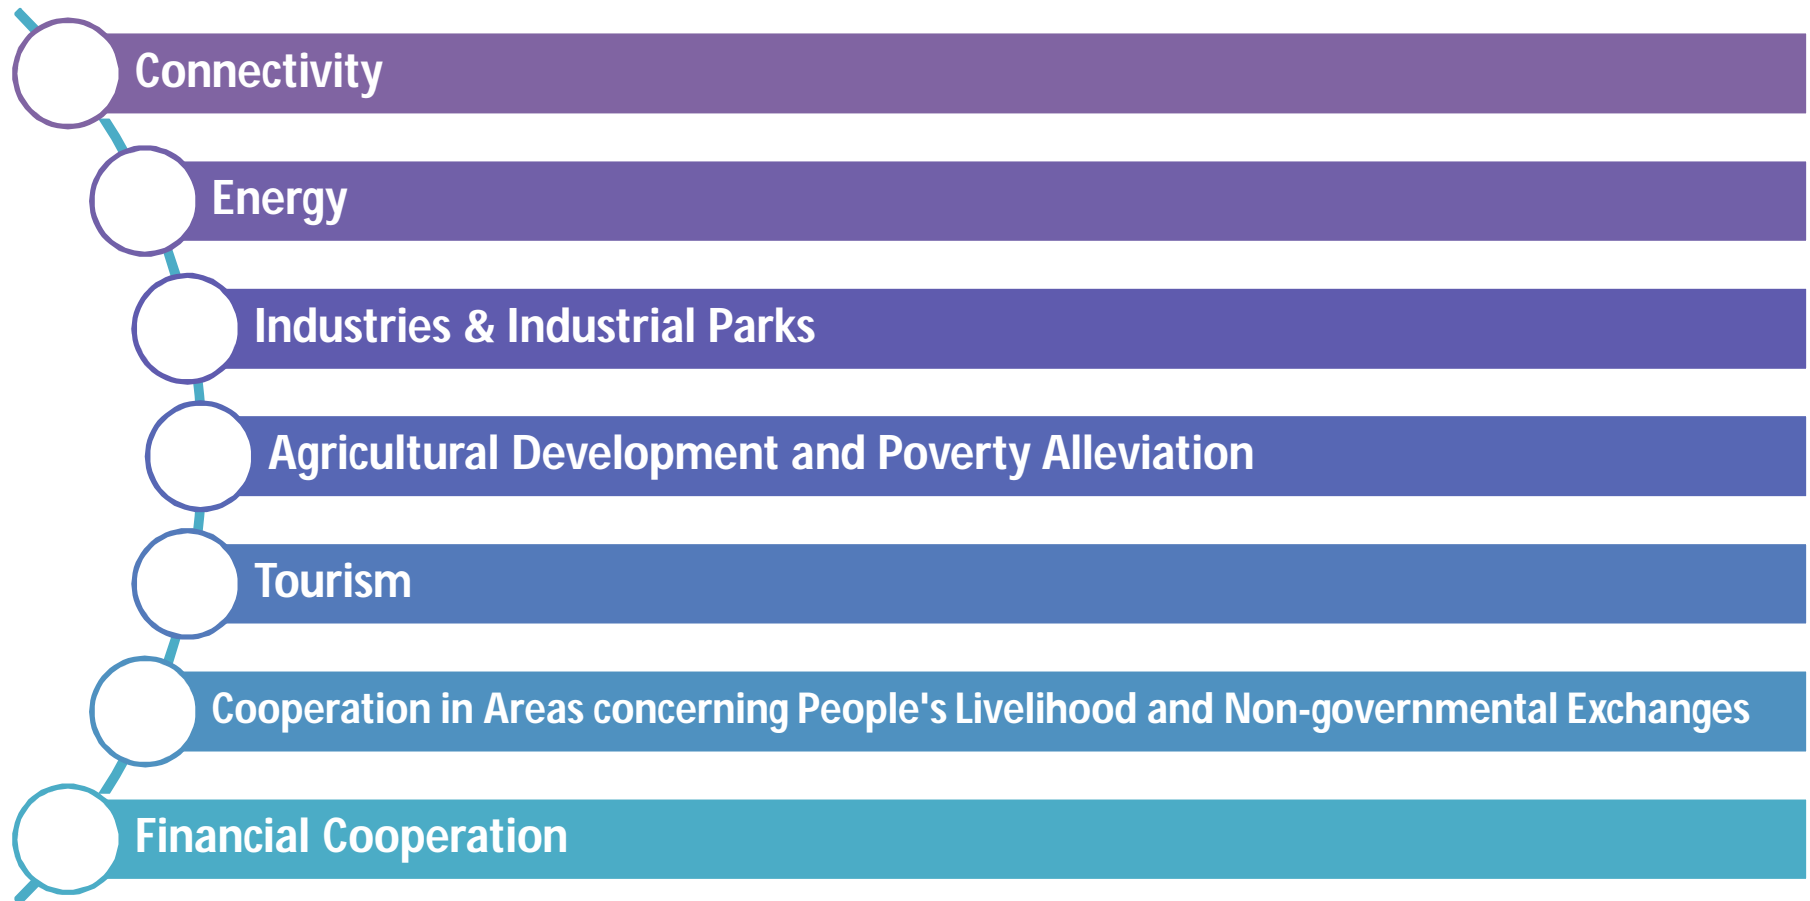 Connectivity
Energy
Industries & Industrial Parks
Agricultural Development and Poverty Alleviation
Tourism
Cooperation in Areas concerning People's Livelihood and Non-governmental Exchanges
Financial Cooperation